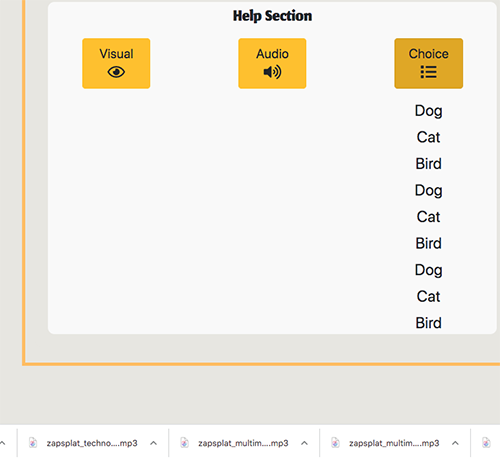 Help Section
Visual
Audio
Choice
Dog
Cat
Bird
Dog
Cat
Bird
Dog
Cat
Bird
zapsplat_techno....mp3
zapsplat_multim....mp3
zapsplat_multim....mp3